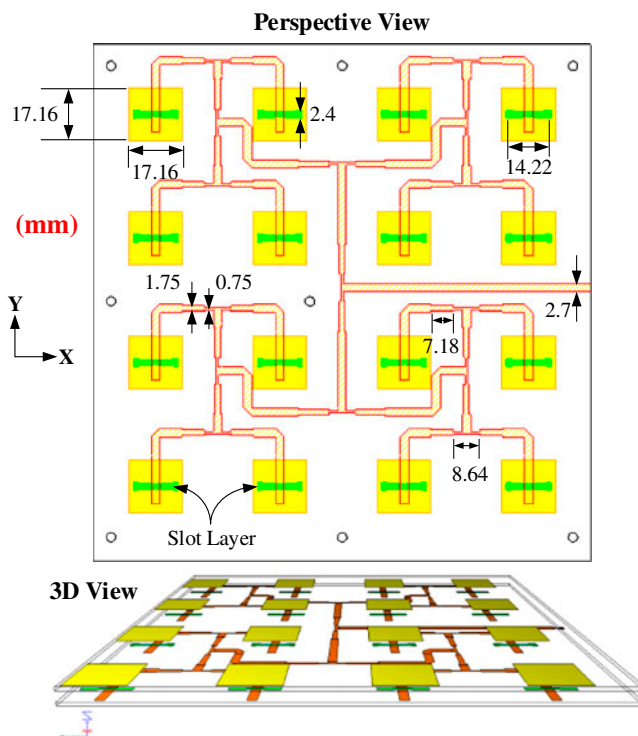 Perspective View
17.16
2.4
17.16
14.22
(mm)
1.75
0.75
Y
X
2.7
7.18
8.64
Slot Layer
3D View
Z